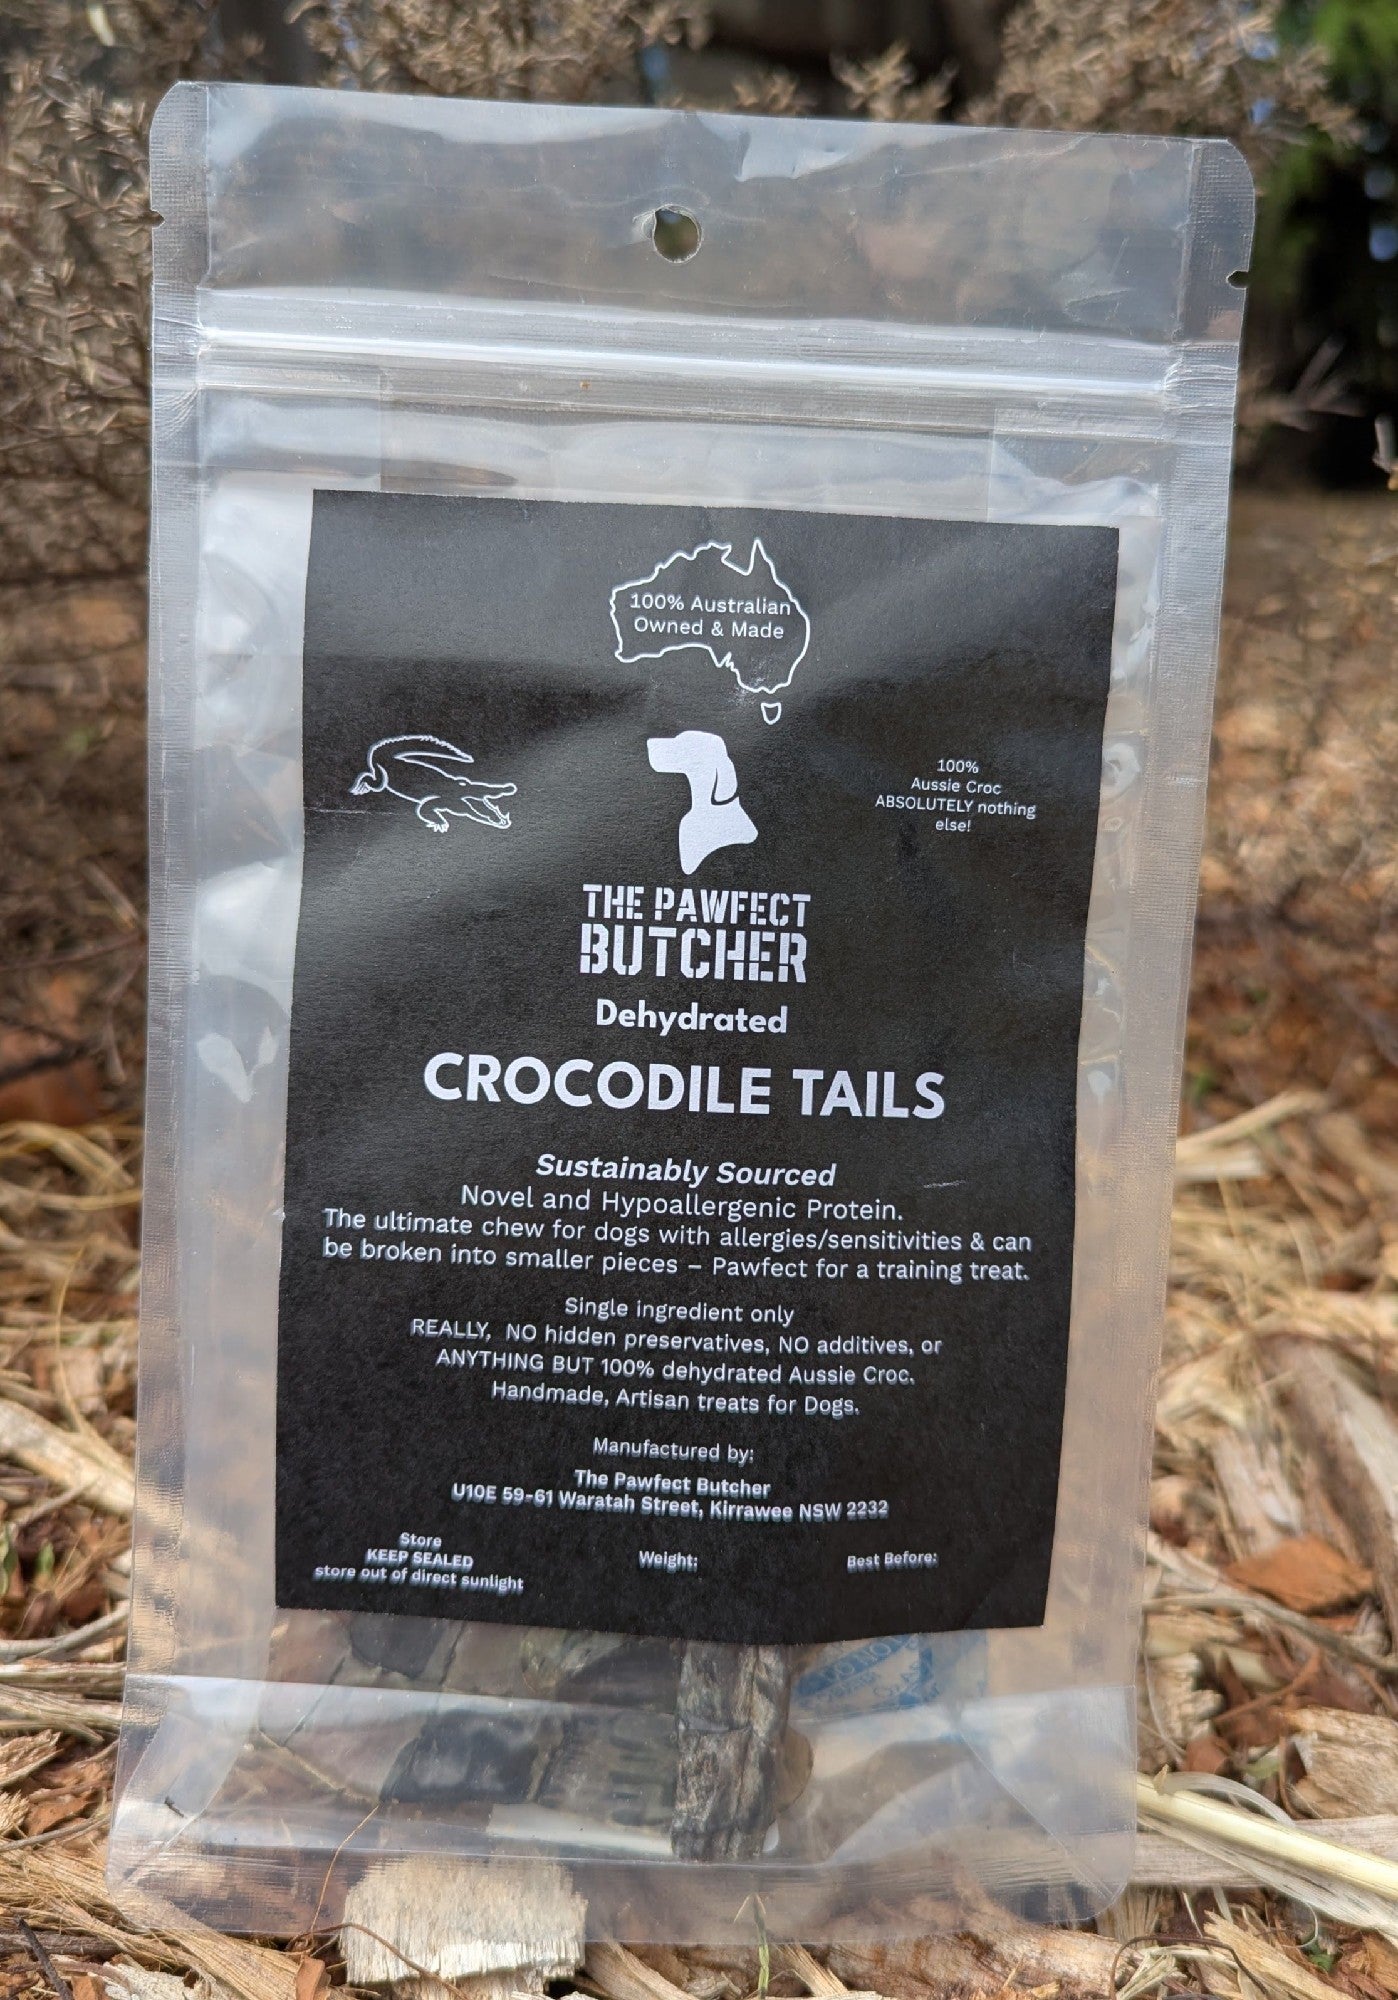 100% Australian
Owned & Made
100%
Aussie Croc
ABSOLUTELY nothing
else!
THE PAWFECT
BUTCHER
Dehydrated
CROCODILE TAILS
Sustainably Sourced
Novel and Hypoallergenic Protein.
The ultimate chew for dogs with allergies/sensitivities & can
be broken into smaller pieces – Pawfect for a training treat.
Single ingredient only
REALLY, NO hidden preservatives, NO additives, or
ANYTHING BUT 100% dehydrated Aussie Croc.
Handmade, Artisan treats for Dogs.
Manufactured by:
The Pawfect Butcher
U10E 59-61 Waratah Street, Kirrawee NSW 2232
Store
KEEP SEALED
store out of direct sunlight
Weight:
Best Before: